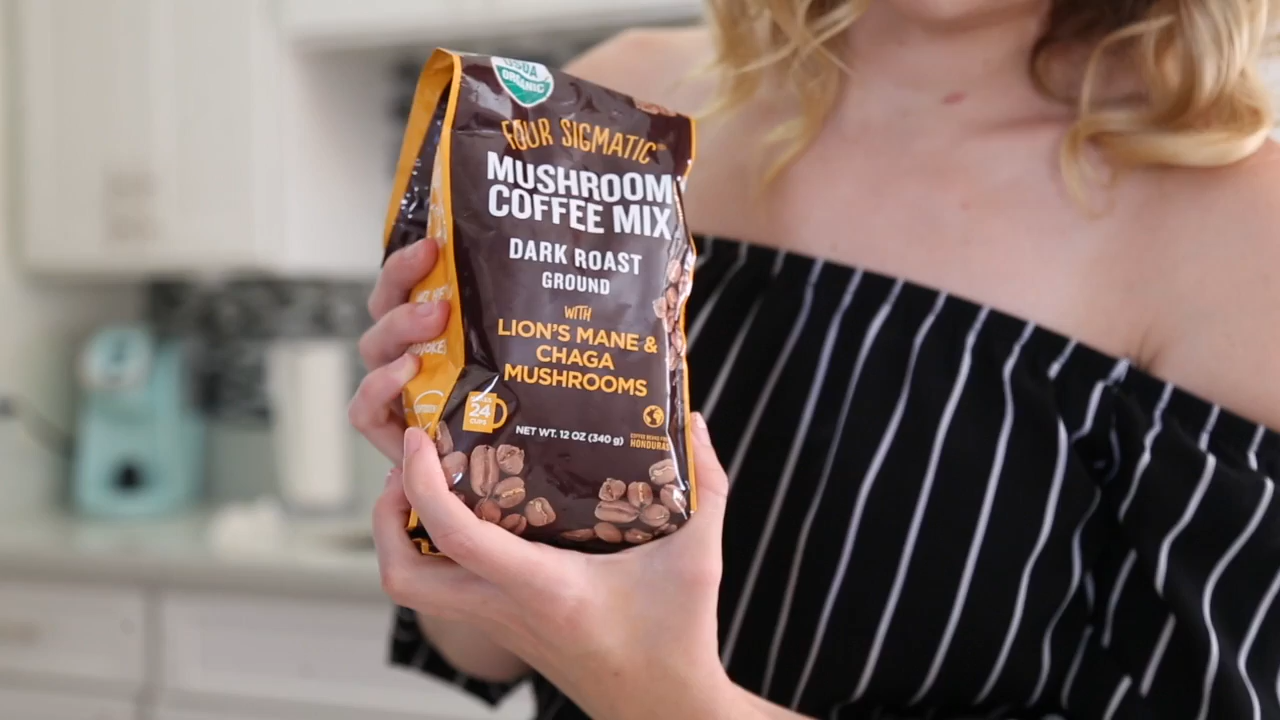 USDA
ORGANIC
FOUR SIGMATIC
MUSHROOM
COFFEE MIX
DARK ROAST
GROUND
WITH
LION'S MANE &
CHAGA
MUSHROOMS
24
CUPS
NET WT. 12 OZ (340 g)
HONDURAS